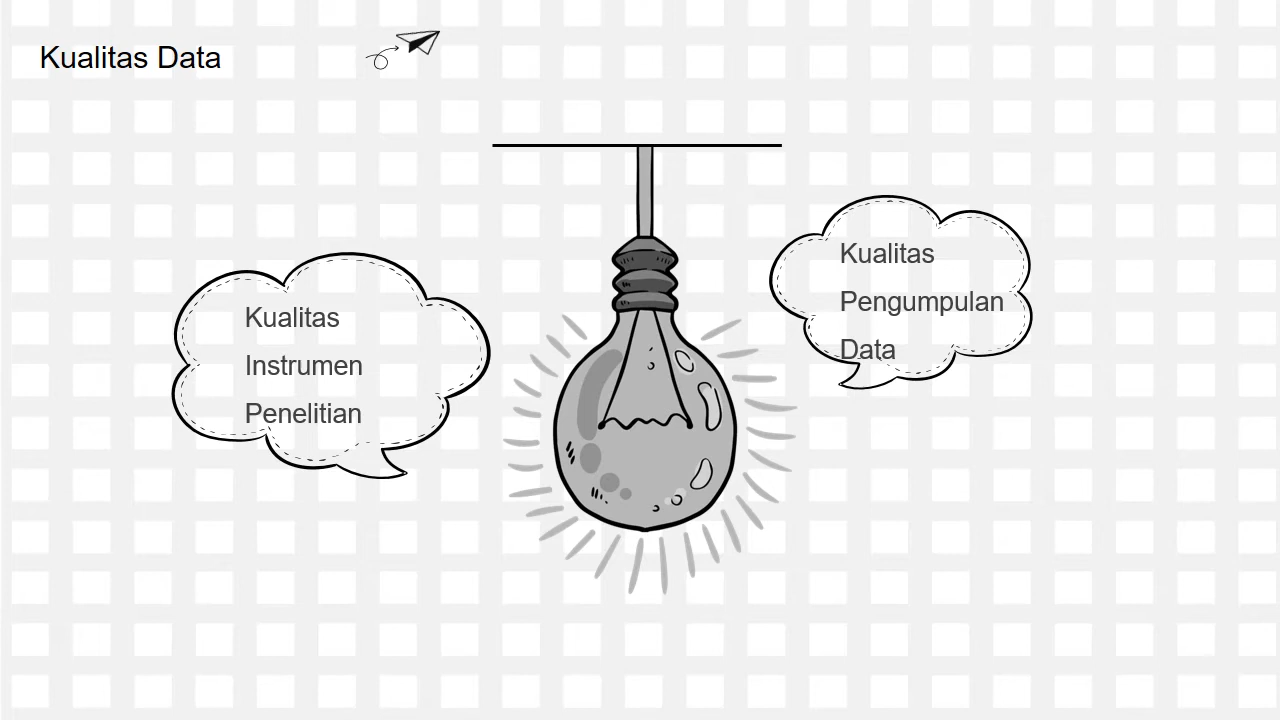 Kualitas Data
Kualitas
Instrumen
Penelitian
Kualitas
Pengumpulan
Data